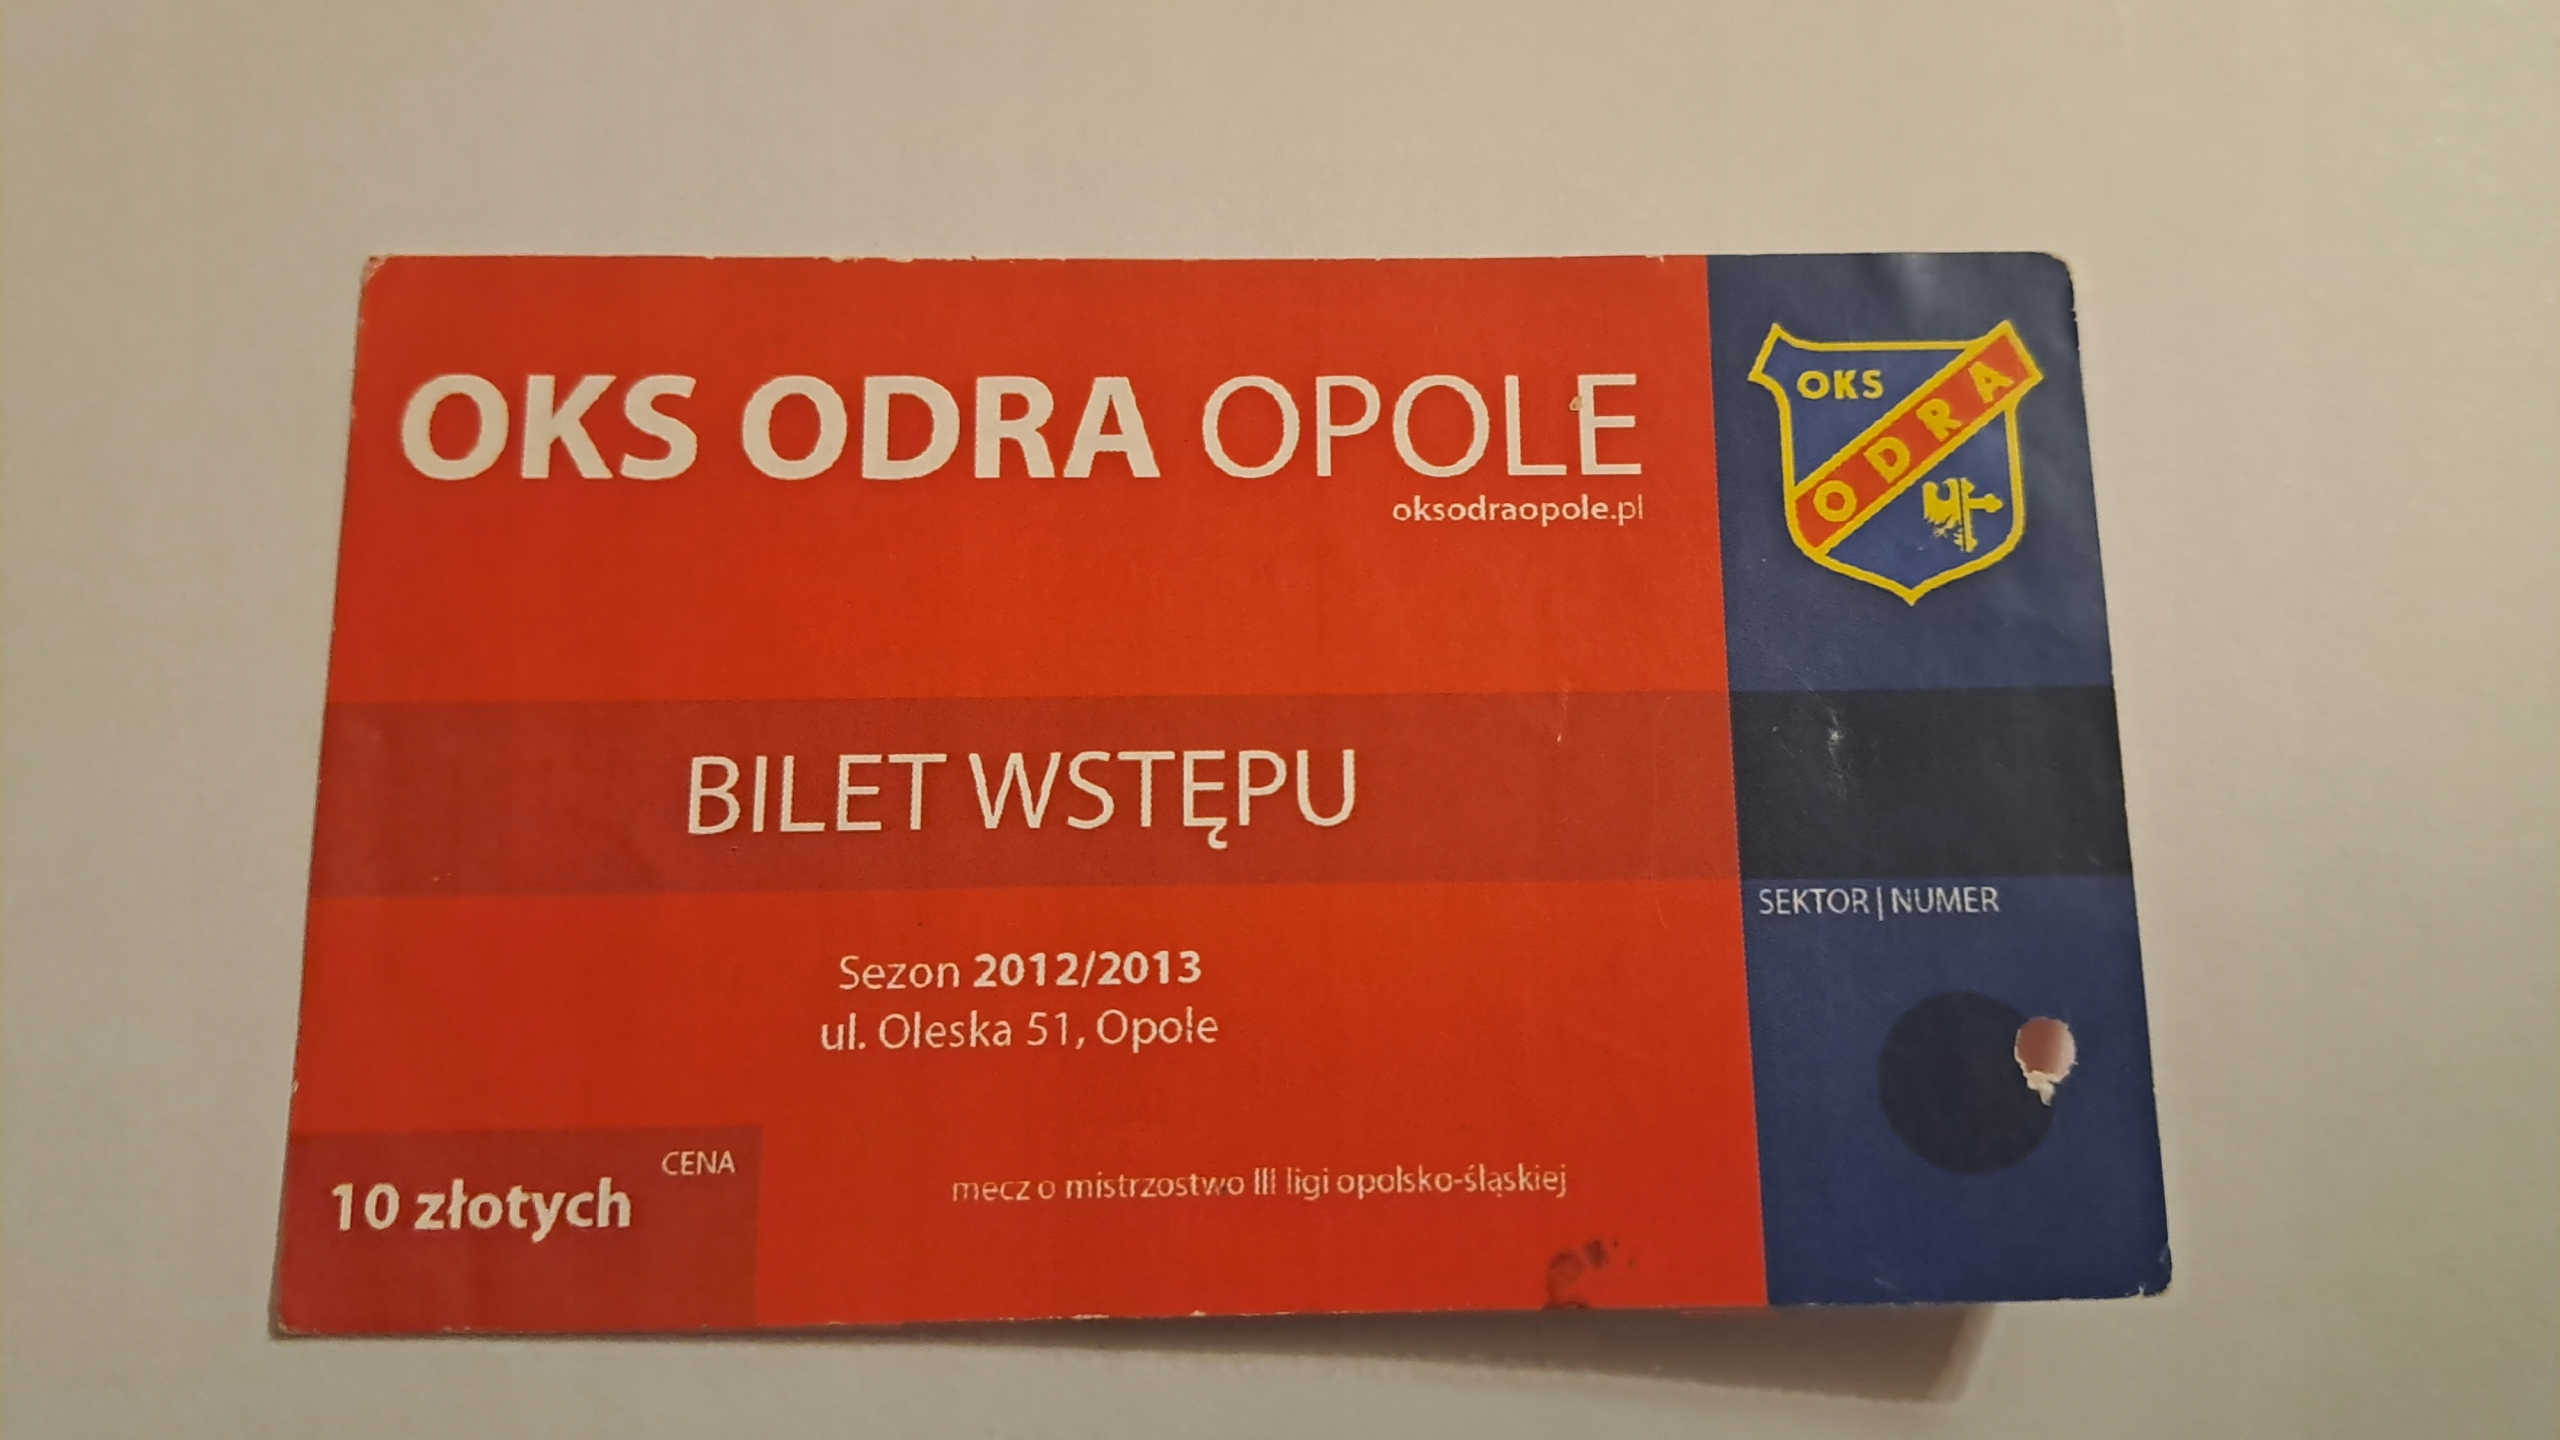 OKS ODRA OPOLE
oksodraopole.pl
OKS
ODRA
BILET WSTĘPU
SEKTOR | NUMER
Sezon 2012/2013
ul. Oleska 51, Opole
CENA
10 złotych
mecz o mistrzostwo III ligi opolsko-śląskiej